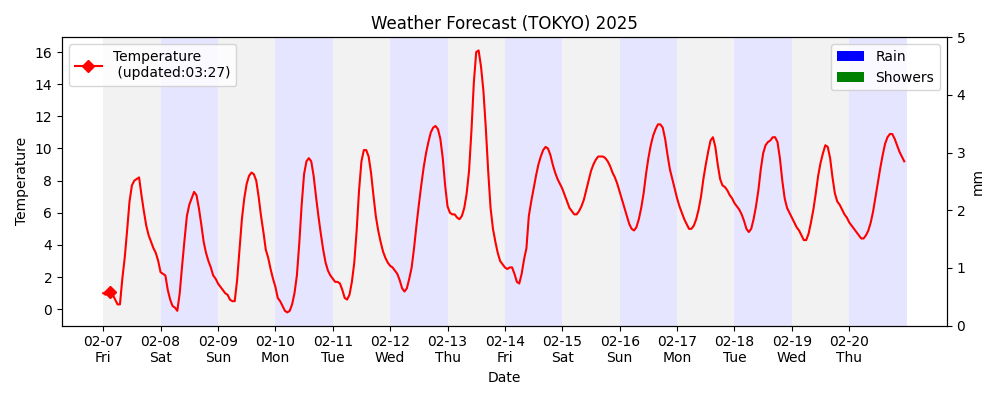 Weather Forecast (TOKYO) 2025
Temperature
(updated:03:27)
Rain
Showers
Temperature
16
14
12
10
8
6
4
2
0
5
4
3
2
1
0
mm
02-07 02-08 02-09 02-10 02-11 02-12 02-13 02-14 02-15 02-16 02-17 02-18 02-19 02-20
Fri Sat Sun Mon Tue Wed Thu Fri Sat Sun Mon Tue Wed Thu
Date